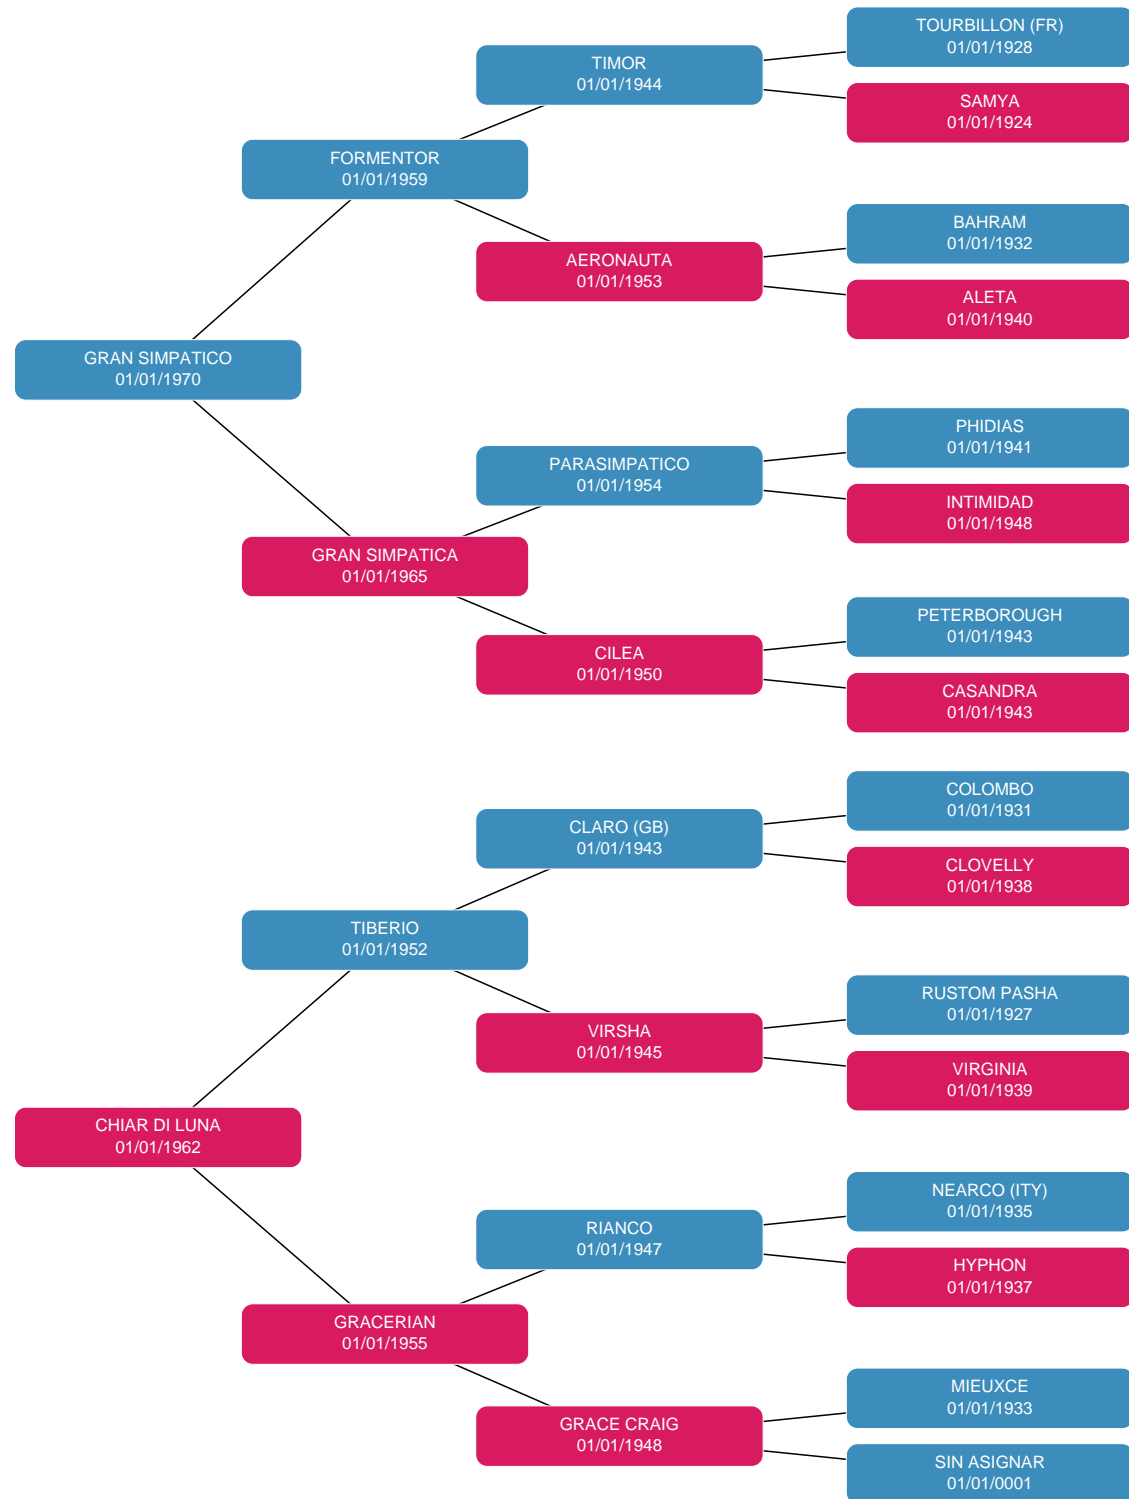 TOURBILLON (FR)
01/01/1928
TIMOR
01/01/1944
SAMYA
01/01/1924
FORMENTOR
01/01/1959
BAHRAM
01/01/1932
AERONAUTA
01/01/1953
ALETA
01/01/1940
GRAN SIMPATICO
01/01/1970
PHIDIAS
01/01/1941
PARASIMPATICO
01/01/1954
INTIMIDAD
01/01/1948
GRAN SIMPATICA
01/01/1965
PETERBOROUGH
01/01/1943
CILEA
01/01/1950
CASANDRA
01/01/1943
COLOMBO
01/01/1931
CLARO (GB)
01/01/1943
CLOVELLY
01/01/1938
TIBERIO
01/01/1952
RUSTOM PASHA
01/01/1927
VIRSHA
01/01/1945
VIRGINIA
01/01/1939
CHIAR DI LUNA
01/01/1962
NEARCO (ITY)
01/01/1935
RIANCO
01/01/1947
HYPHON
01/01/1937
GRACERIAN
01/01/1955
MIEUXCE
01/01/1933
GRACE CRAIG
01/01/1948
SIN ASIGNAR
01/01/0001